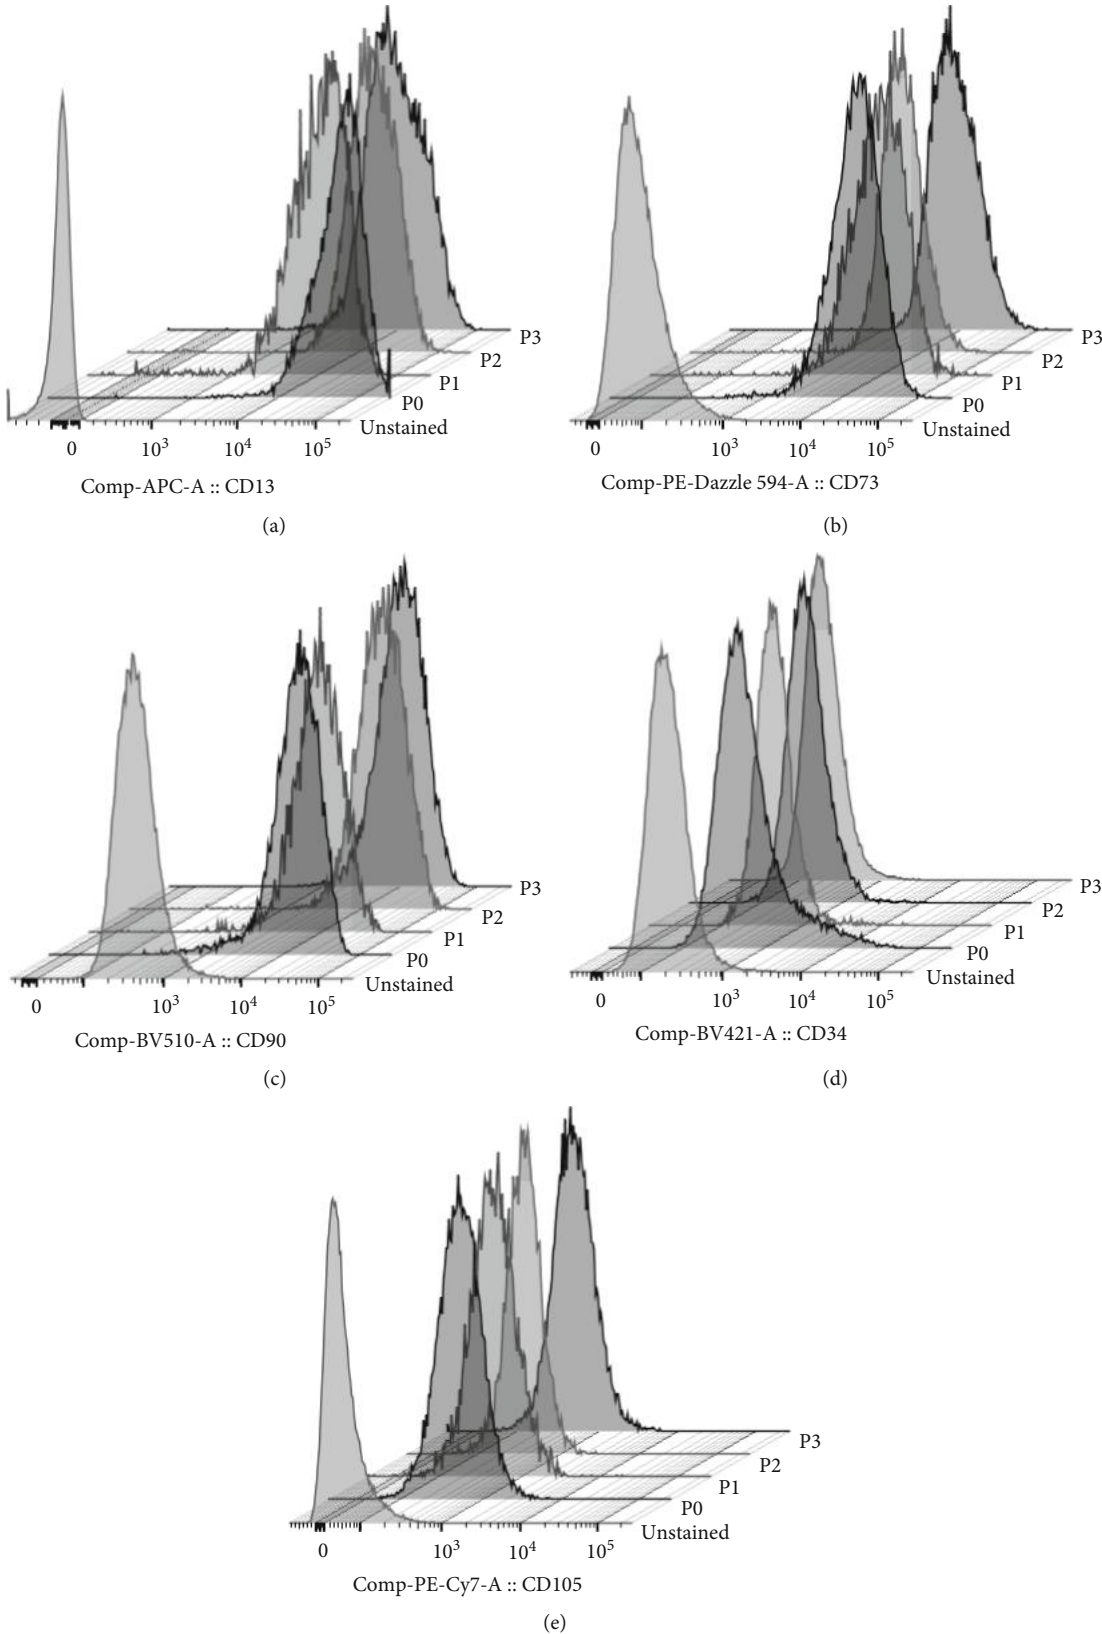 P3
P2
P1
P0
Unstained
0 10³ 10⁴ 10⁵
Comp-APC-A :: CD13
(a)
P3
P2
P1
P0
Unstained
0 10³ 10⁴ 10⁵
Comp-PE-Dazzle 594-A :: CD73
(b)
P3
P2
P1
P0
Unstained
0 10³ 10⁴ 10⁵
Comp-BV510-A :: CD90
(c)
P3
P2
P1
P0
Unstained
0 10³ 10⁴ 10⁵
Comp-BV421-A :: CD34
(d)
P3
P2
P1
P0
Unstained
0 10³ 10⁴ 10⁵
Comp-PE-Cy7-A :: CD105
(e)